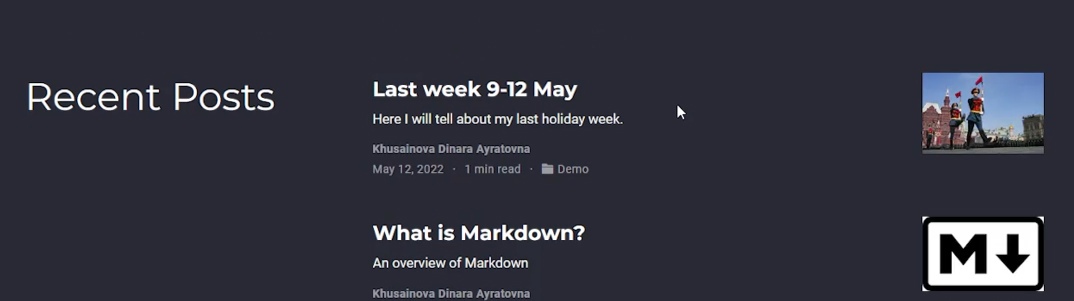 Recent Posts
Last week 9-12 May
Here I will tell about my last holiday week.
Khusainova Dinara Ayratovna
May 12, 2022 · 1 min read · Demo
What is Markdown?
An overview of Markdown
Khusainova Dinara Ayratovna
M